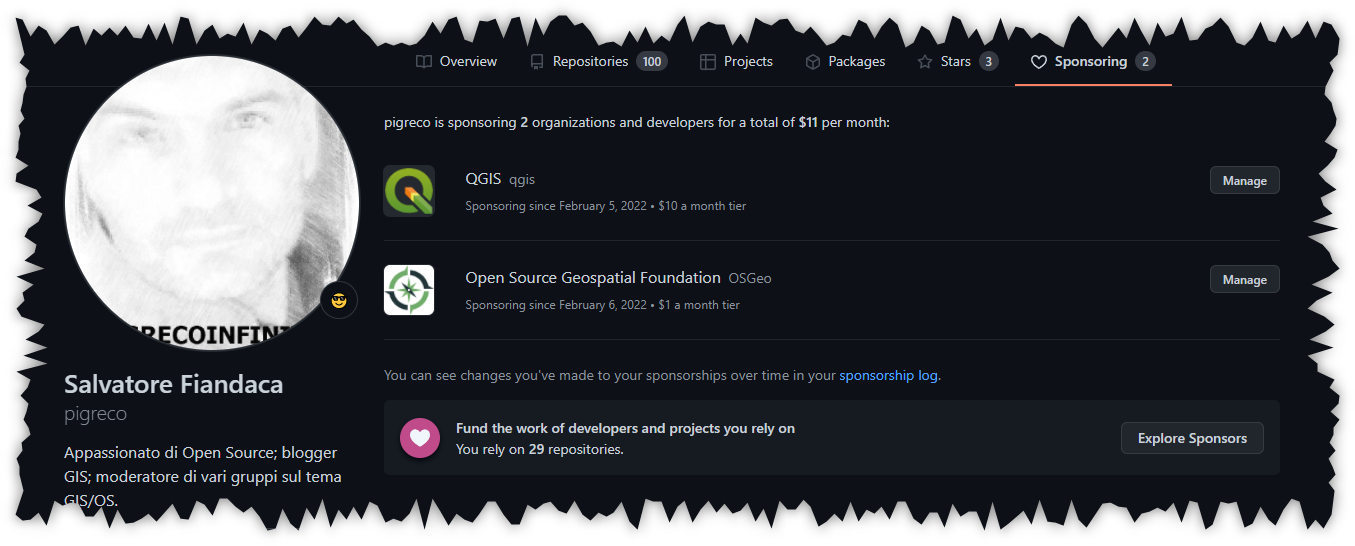 Overview Repositories 100 Projects Packages Stars 3 Sponsoring 2
pigreco is sponsoring 2 organizations and developers for a total of $11 per month:
QGIS qgis
Manage
Sponsoring since February 5, 2022 • $10 a month tier
Open Source Geospatial Foundation OSGeo
Manage
Sponsoring since February 6, 2022 • $1 a month tier
You can see changes you've made to your sponsorships over time in your sponsorship log.
Fund the work of developers and projects you rely on
You rely on 29 repositories.
Explore Sponsors
Salvatore Fiandaca
pigreco
Appassionato di Open Source; blogger
GIS; moderatore di vari gruppi sul tema
GIS/OS.